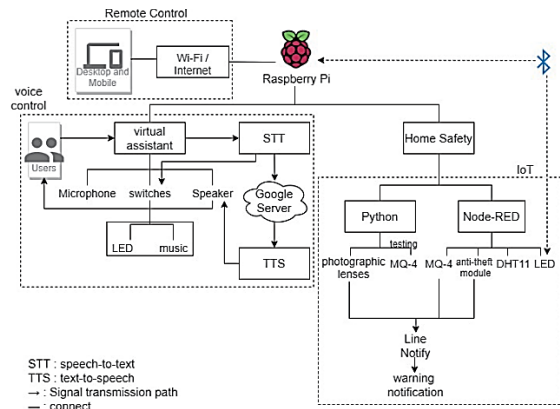 Remote Control
Desktop and
Mobile
Wi-Fi /
Internet
Raspberry Pi
voice
control
Users
virtual
assistant
STT
Home Safety
IoT
Microphone
switches
Speaker
Google
Server
Python
Node-RED
LED
music
TTS
testing
photographic
lenses
MQ-4
MQ-4
anti-theft
module
DHT11
LED
Line
Notify
warning
notification
STT : speech-to-text
TTS : text-to-speech
→ : Signal transmission path
— : connect